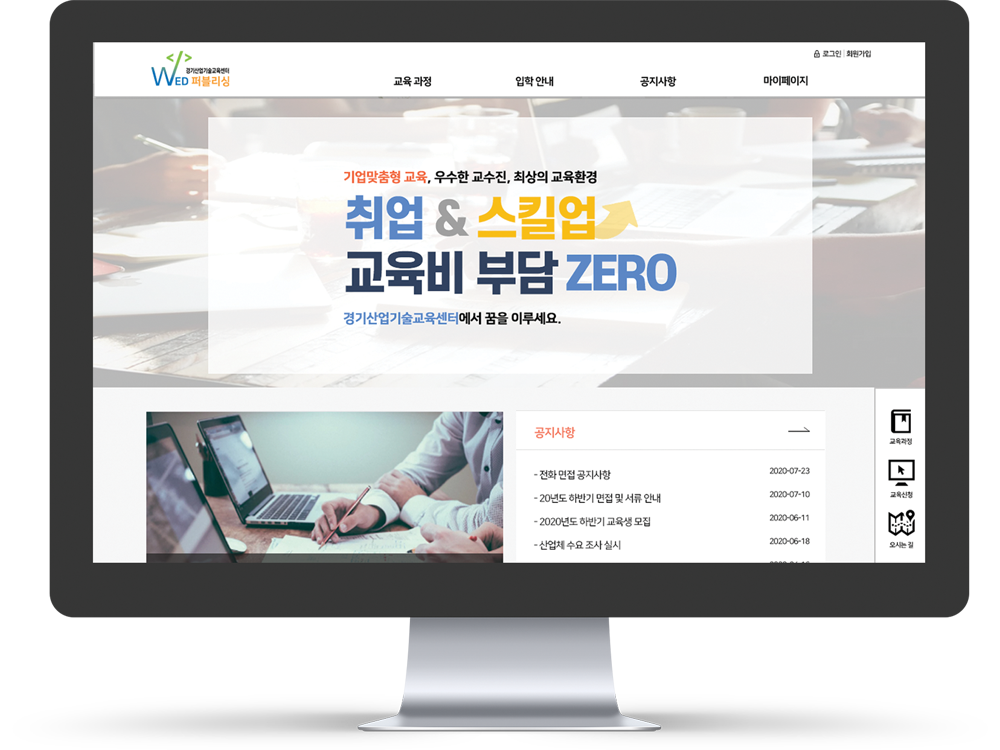 로그인 회원가입
</>
경기산업기술교육센터
WED 퍼블리싱
교육 과정 입학 안내 공지사항 마이페이지
기업맞춤형 교육, 우수한 교수진, 최상의 교육환경
취업 & 스킬업
교육비 부담 ZERO
경기산업기술교육센터에서 꿈을 이루세요.
공지사항
- 전화 면접 공지사항 2020-07-23
- 20년도 하반기 면접 및 서류 안내 2020-07-10
- 2020년도 하반기 교육생 모집 2020-06-11
- 산업체 수요 조사 실시 2020-06-18
교육과정
교육신청
오시는 길